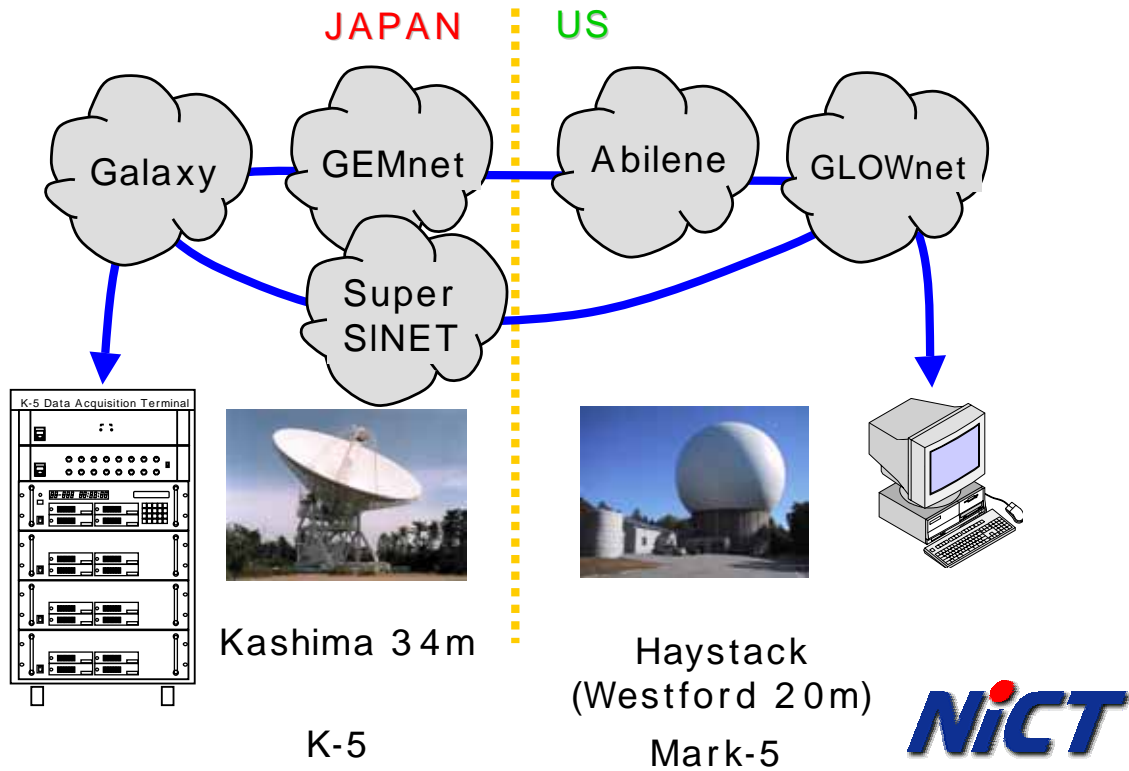 JAPAN
US
Galaxy
GEMnet
Abilene
GLOWnet
Super
SINET
K-5 Data Acquisition Terminal
Kashima 34m
Haystack
(Westford 20m)
K-5
Mark-5
NiCT